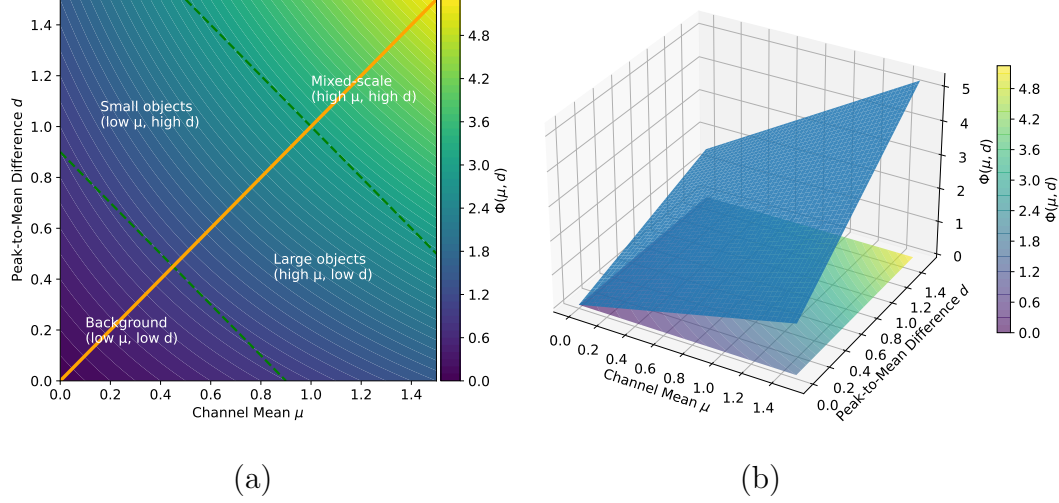 1.4
1.2
1.0
0.8
0.6
0.4
0.2
0.0
Peak-to-Mean Difference d
0.0 0.2 0.4 0.6 0.8 1.0 1.2 1.4
Channel Mean μ
Small objects
(low μ, high d)
Mixed-scale
(high μ, high d)
Large objects
(high μ, low d)
Background
(low μ, low d)
4.8
4.2
3.6
3.0
2.4
1.8
1.2
0.6
0.0
Φ(μ, d)
(a)
0.0 0.2 0.4 0.6 0.8 1.0 1.2 1.4
Channel Mean μ
0.0 0.2 0.4 0.6 0.8 1.0 1.2 1.4
Peak-to-Mean Difference d
5
4
3
2
1
0
Φ(μ, d)
4.8
4.2
3.6
3.0
2.4
1.8
1.2
0.6
0.0
Φ(μ, d)
(b)